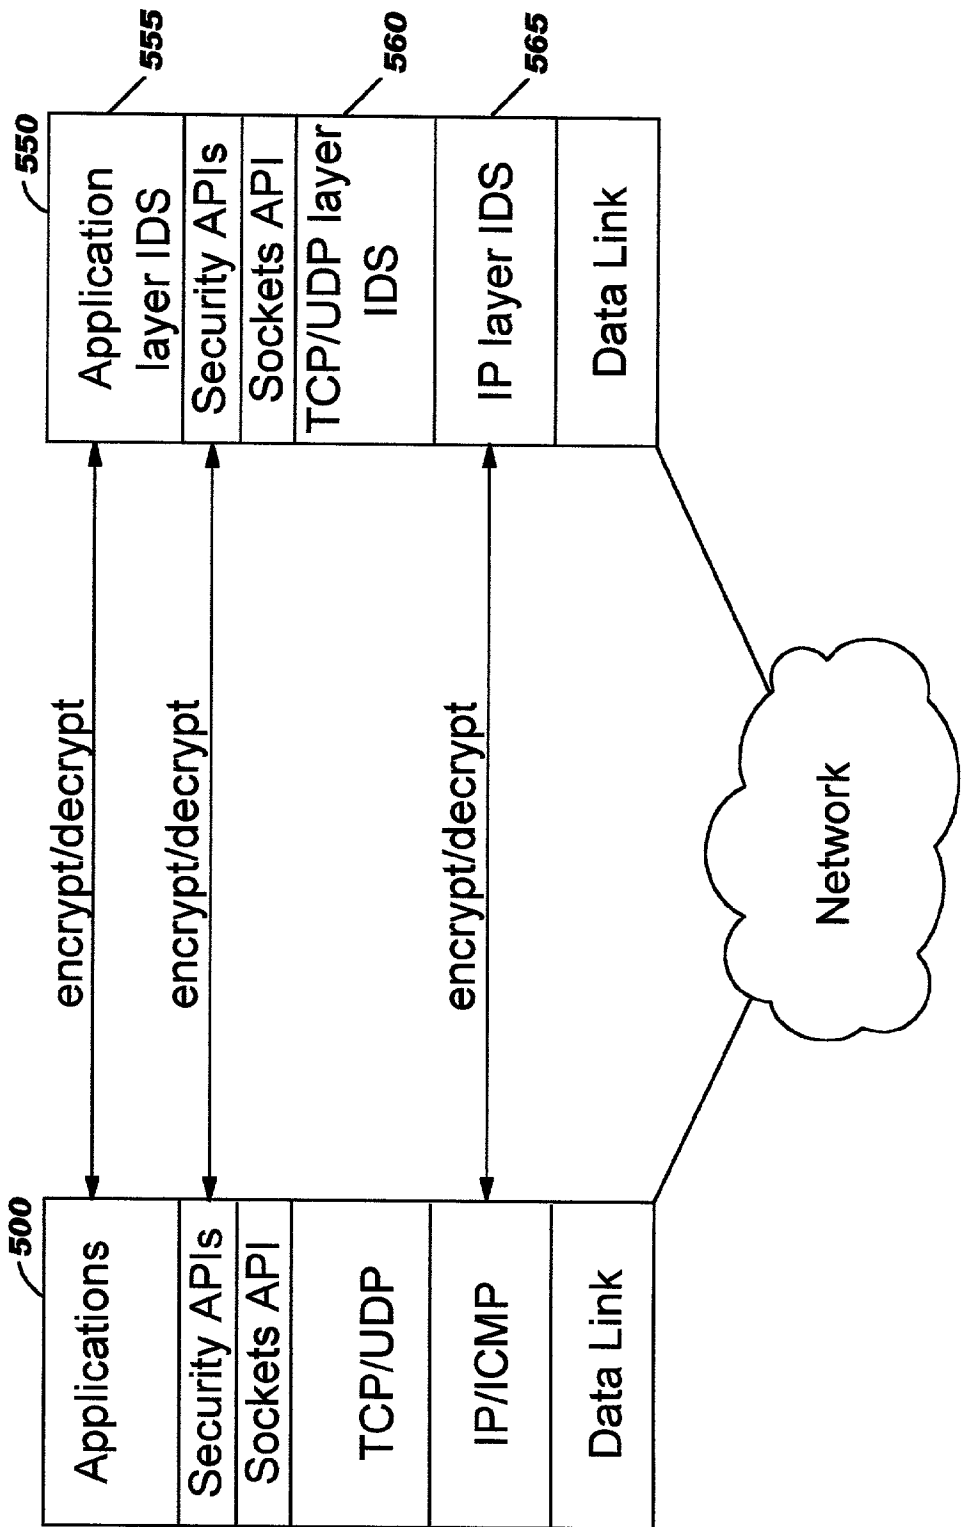 500
Applications
Security APIs
Sockets API
TCP/UDP
IP/ICMP
Data Link
encrypt/decrypt
encrypt/decrypt
encrypt/decrypt
Network
550
Application
layer IDS
Security APIs
Sockets API
TCP/UDP layer
IDS
IP layer IDS
Data Link
555
560
565